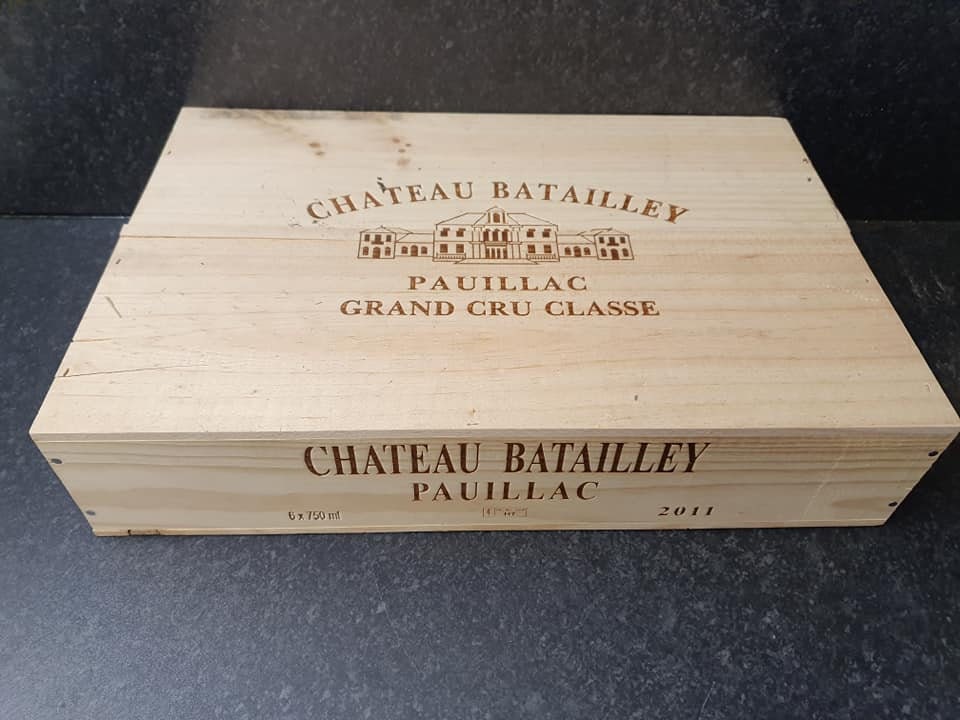 CHATEAU BATAILLEY
PAUILLAC
GRAND CRU CLASSE
CHATEAU BATAILLEY
PAUILLAC
6 x 750 ml
2011